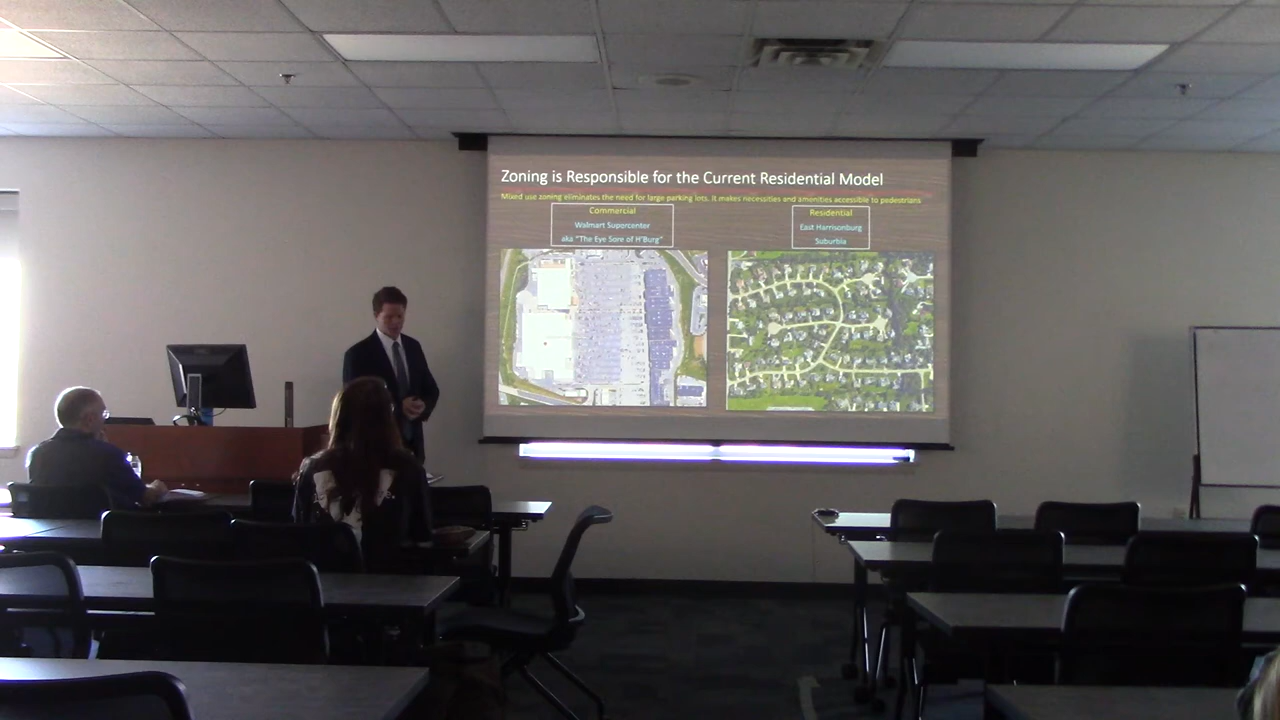 Zoning is Responsible for the Current Residential Model
Mixed use zoning eliminates the need for large parking lots. It makes necessities and amenities accessible to pedestrians
Commercial
Walmart Supercenter
aka "The Eye Sore of H'Burg"
Residential
East Harrisonburg
Suburbia